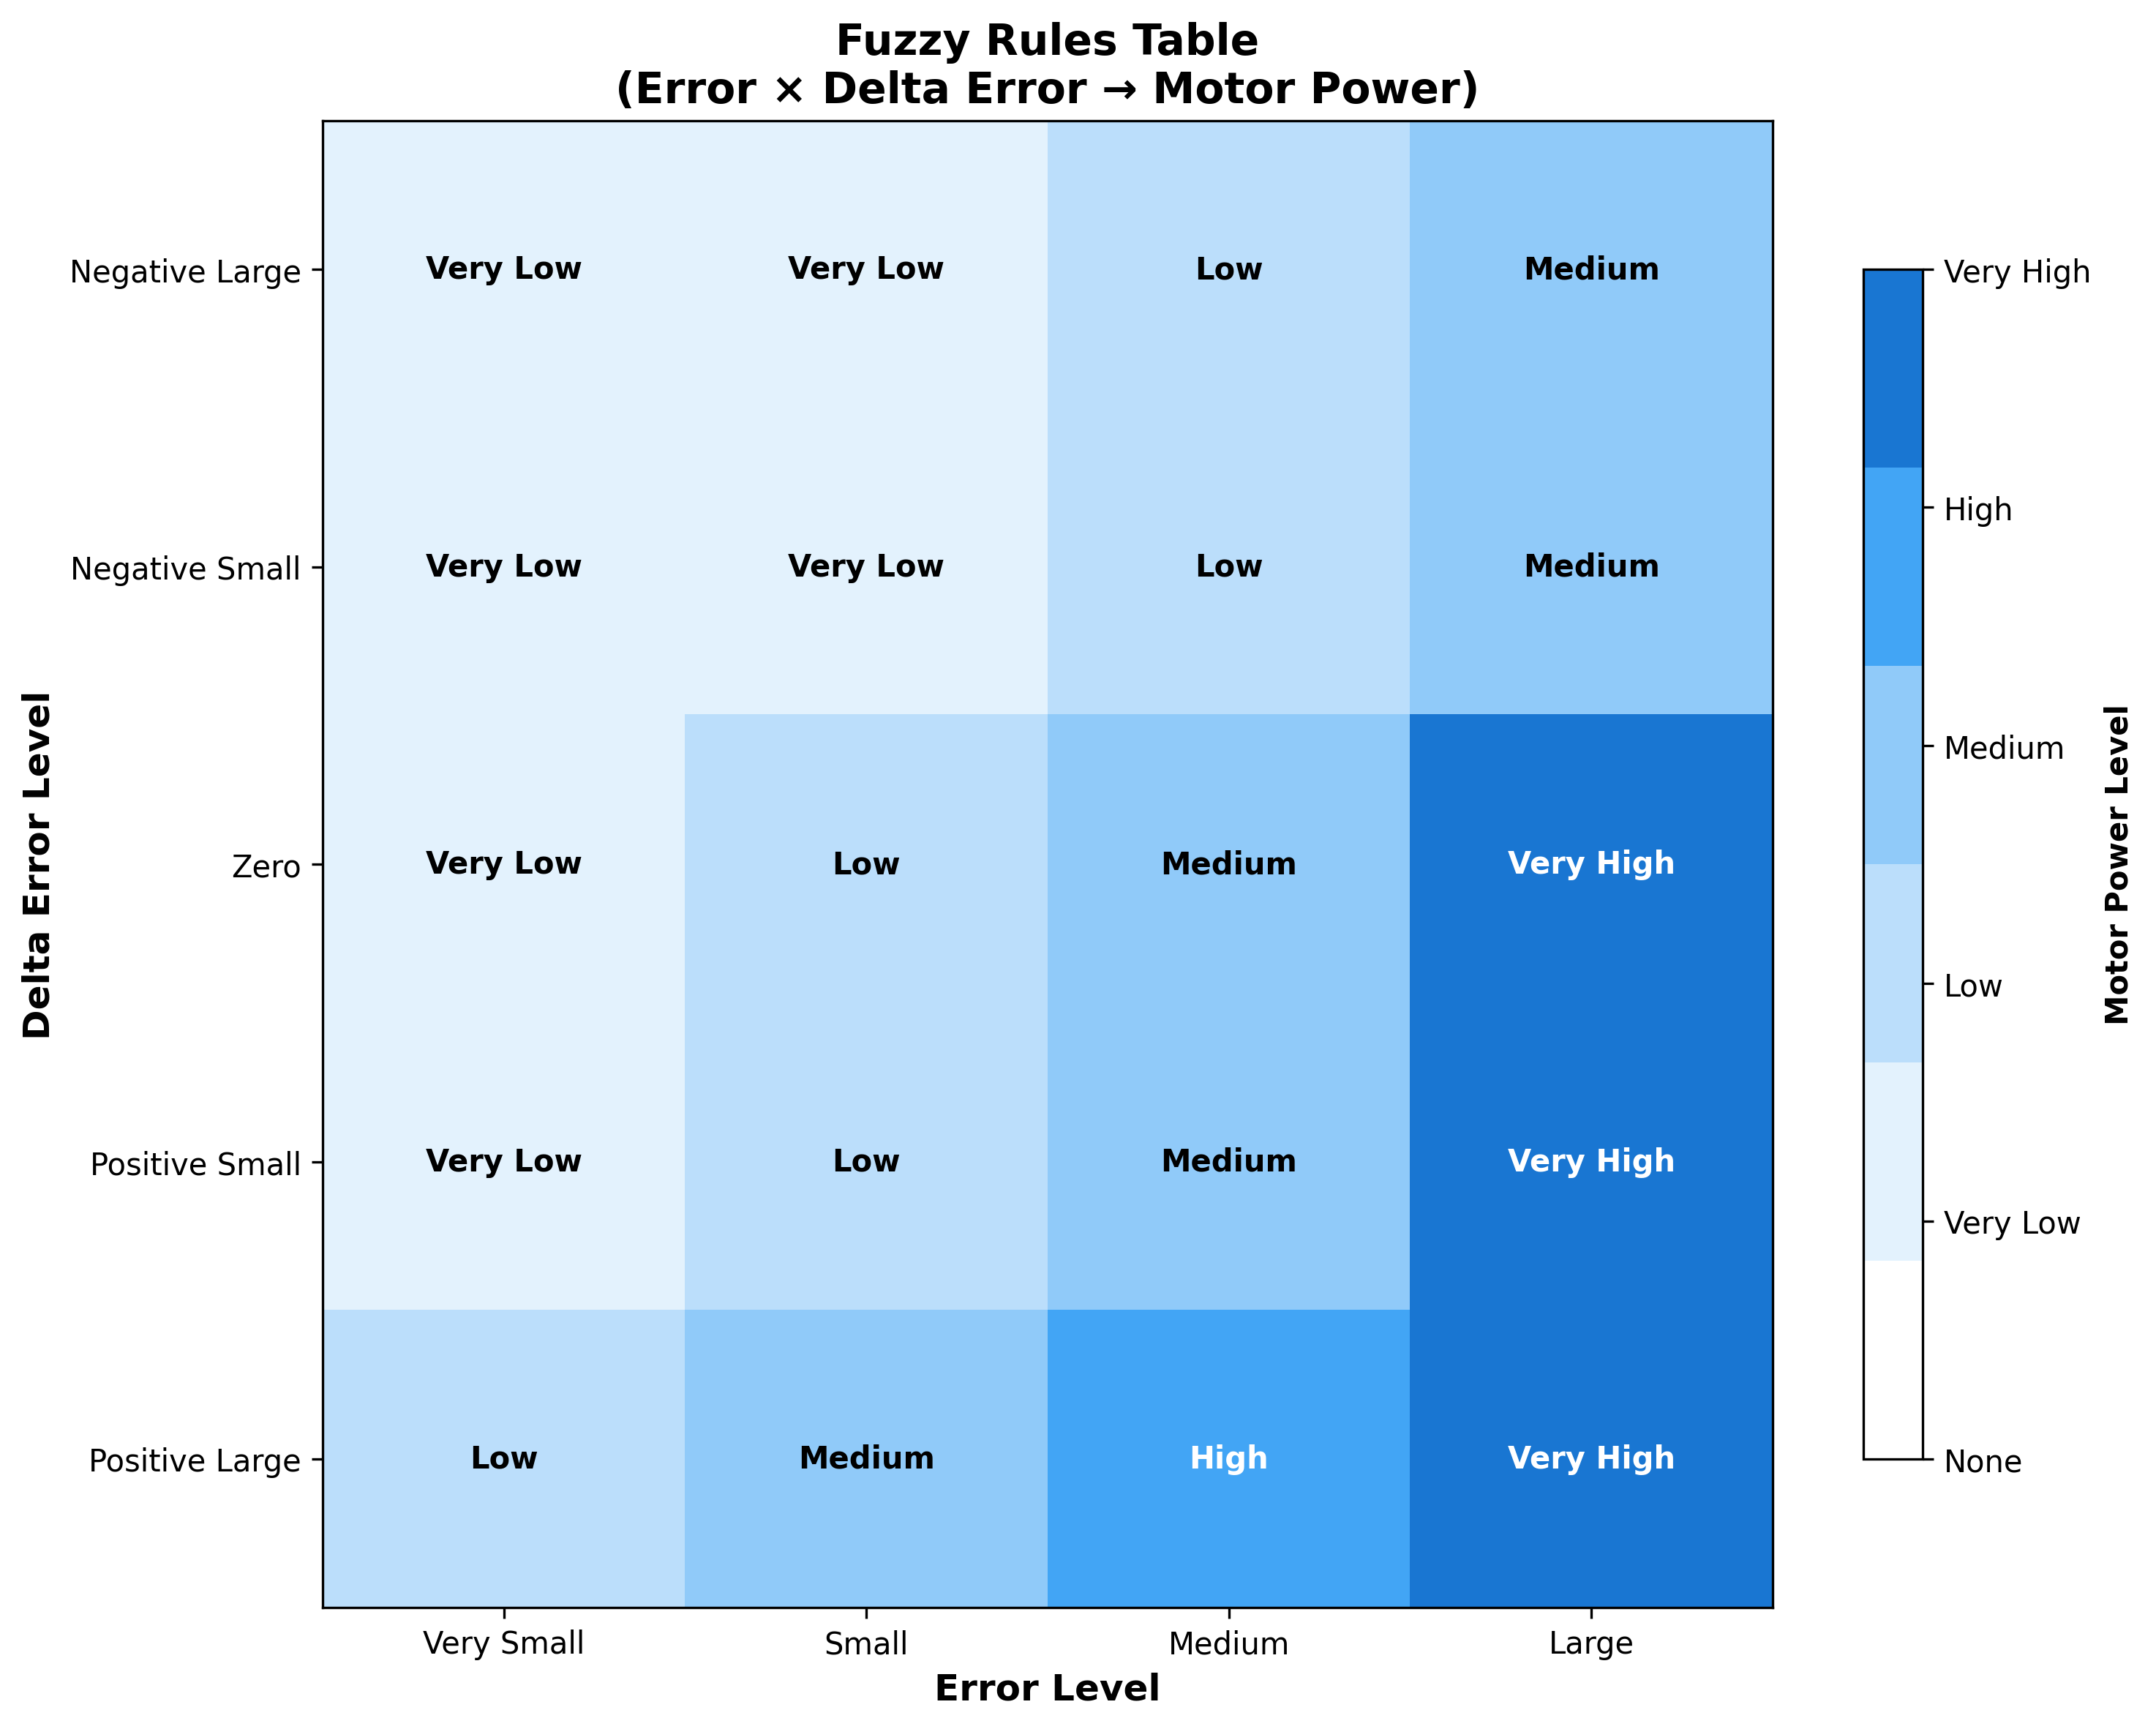 Fuzzy Rules Table
(Error × Delta Error → Motor Power)
Delta Error Level
Negative Large
Very Low
Very Low
Low
Medium
Negative Small
Very Low
Very Low
Low
Medium
Zero
Very Low
Low
Medium
Very High
Positive Small
Very Low
Low
Medium
Very High
Positive Large
Low
Medium
High
Very High
Very Small
Small
Medium
Large
Error Level
Very High
High
Medium
Low
Very Low
None
Motor Power Level